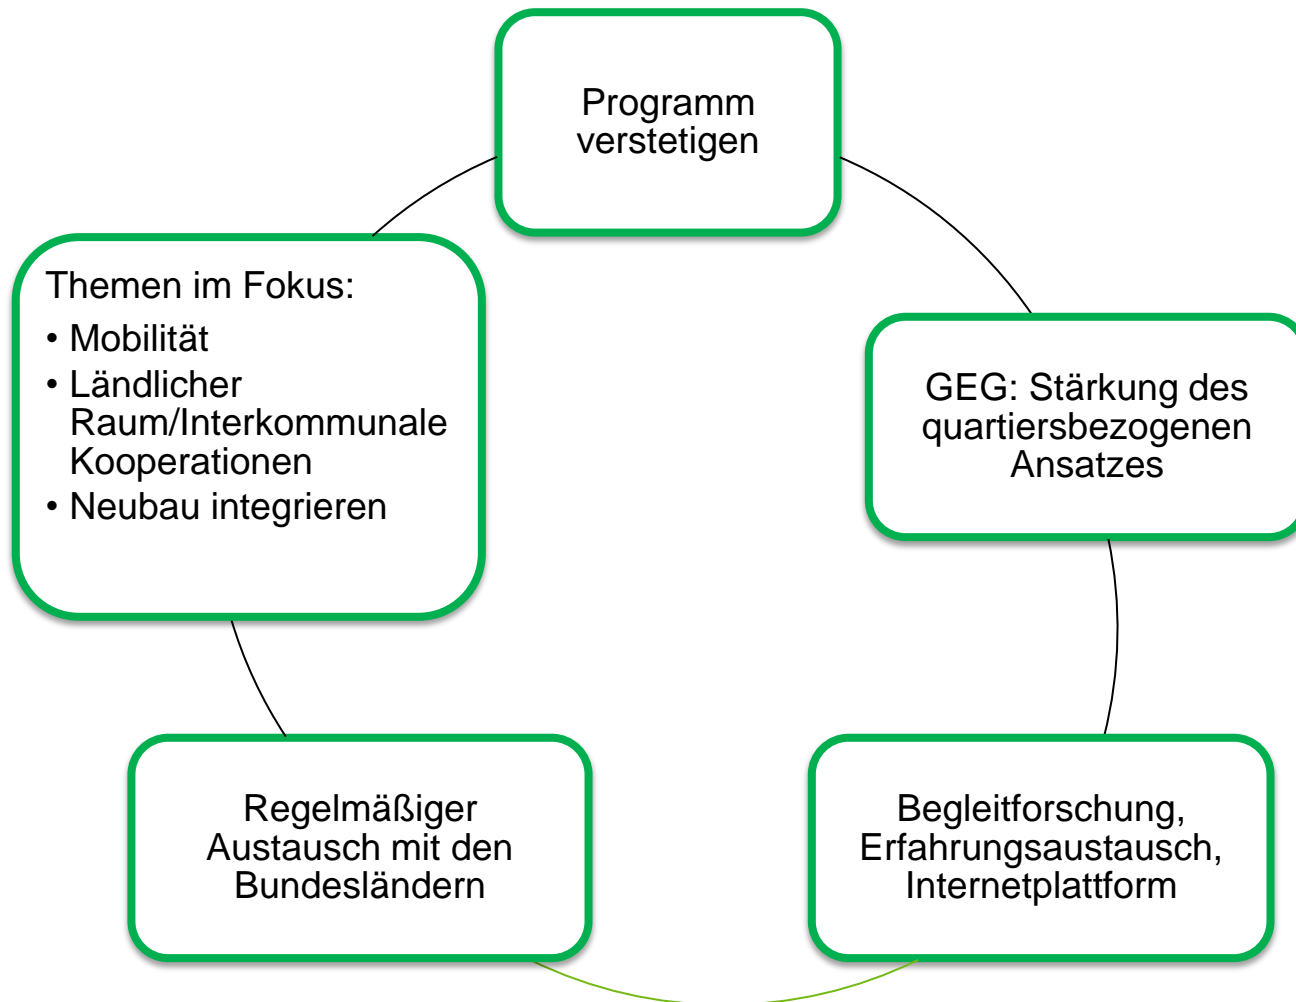 Programm
verstetigen
Themen im Fokus:
• Mobilität
• Ländlicher
Raum/Interkommunale
Kooperationen
• Neubau integrieren
GEG: Stärkung des
quartiersbezogenen
Ansatzes
Regelmäßiger
Austausch mit den
Bundesländern
Begleitforschung,
Erfahrungsaustausch,
Internetplattform